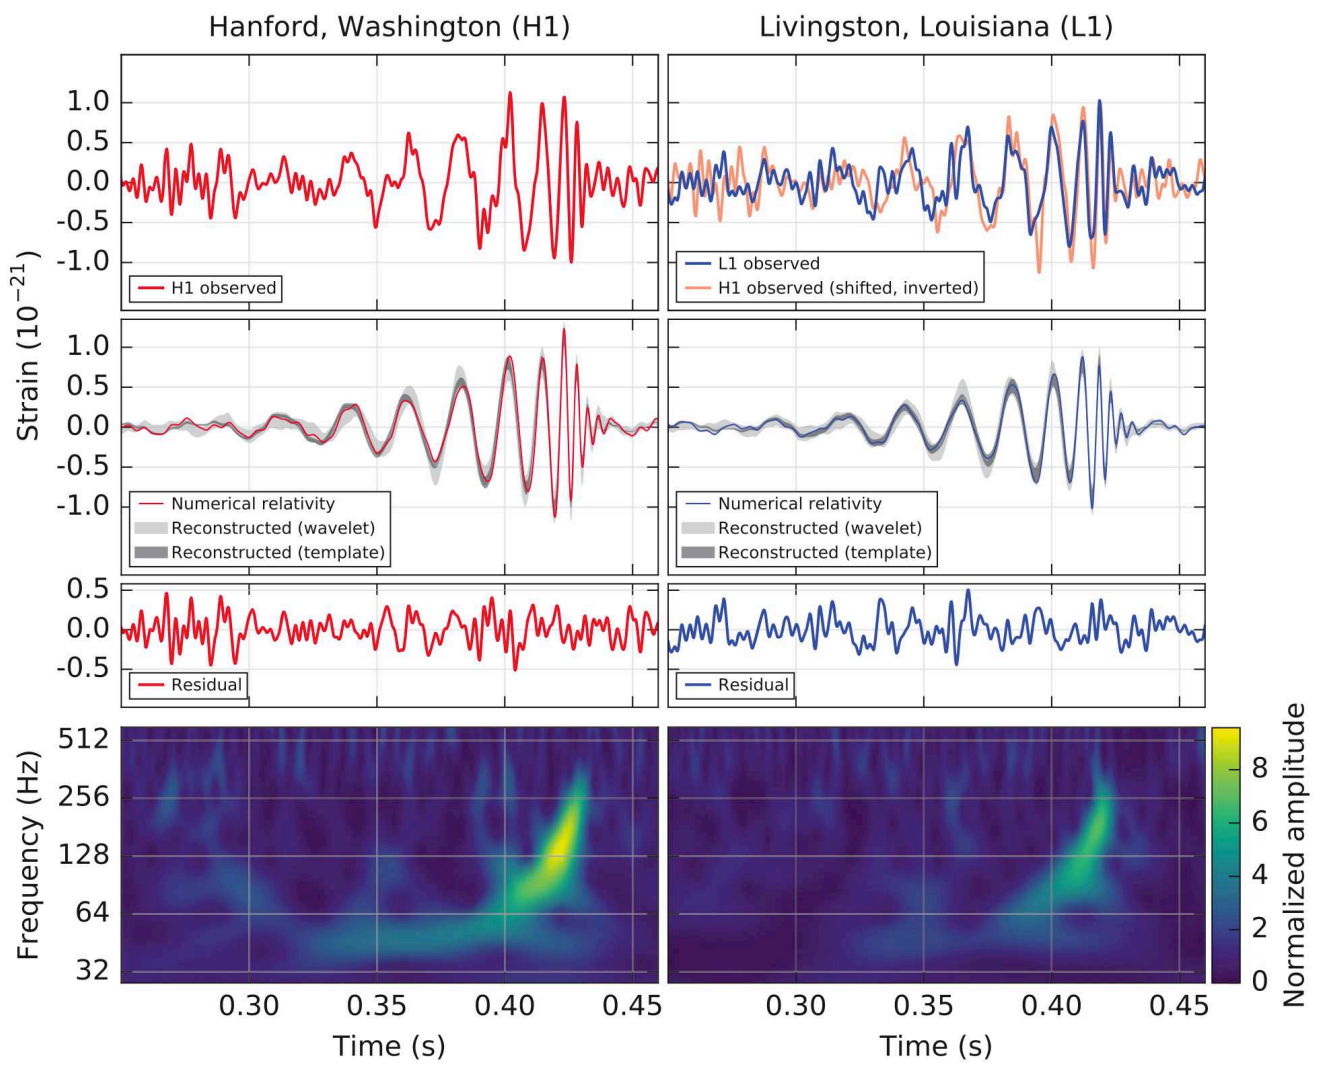 Hanford, Washington (H1)
Livingston, Louisiana (L1)
Strain (10⁻²¹)
1.0
0.5
0.0
-0.5
-1.0
H1 observed
L1 observed
H1 observed (shifted, inverted)
1.0
0.5
0.0
-0.5
-1.0
Numerical relativity
Reconstructed (wavelet)
Reconstructed (template)
Numerical relativity
Reconstructed (wavelet)
Reconstructed (template)
0.5
0.0
-0.5
Residual
Residual
Frequency (Hz)
512
256
128
64
32
0.30
0.35
0.40
0.45
Time (s)
0.30
0.35
0.40
0.45
Time (s)
8
6
4
2
0
Normalized amplitude